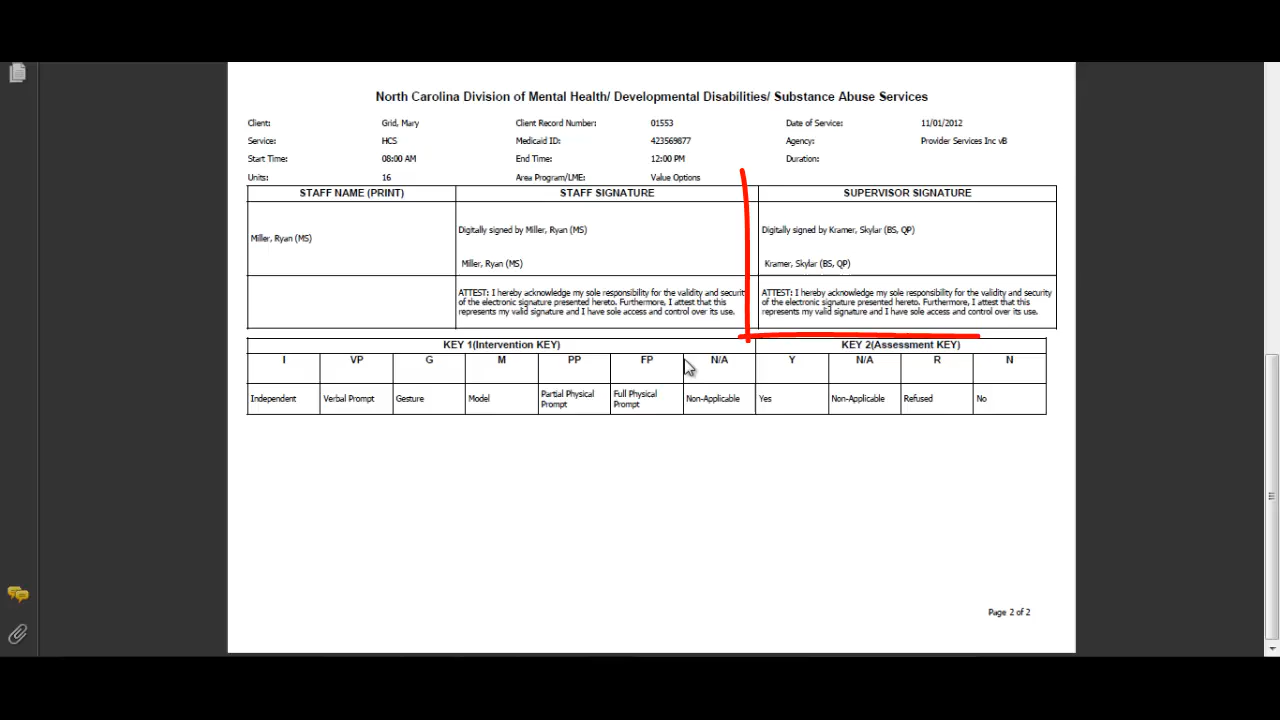 North Carolina Division of Mental Health/ Developmental Disabilities/ Substance Abuse Services
Client: Grid, Mary Client Record Number: 01553 Date of Service: 11/01/2012
Service: HCS Medicaid ID: 423569877 Agency: Provider Services Inc vB
Start Time: 08:00 AM End Time: 12:00 PM Duration:
Units: 16 Area Program/LME: Value Options
STAFF NAME (PRINT) STAFF SIGNATURE SUPERVISOR SIGNATURE
Miller, Ryan (MS)
Digitally signed by Miller, Ryan (MS)
Miller, Ryan (MS)
Digitally signed by Kramer, Skylar (BS, QP)
Kramer, Skylar (BS, QP)
ATTEST: I hereby acknowledge my sole responsibility for the validity and security
of the electronic signature presented hereto. Furthermore, I attest that this
represents my valid signature and I have sole access and control over its use.
ATTEST: I hereby acknowledge my sole responsibility for the validity and security
of the electronic signature presented hereto. Furthermore, I attest that this
represents my valid signature and I have sole access and control over its use.
KEY 1(Intervention KEY) KEY 2(Assessment KEY)
I VP G M PP FP N/A Y N/A R N
Independent Verbal Prompt Gesture Model Partial Physical Prompt Full Physical Prompt Non-Applicable Yes Non-Applicable Refused No
Page 2 of 2